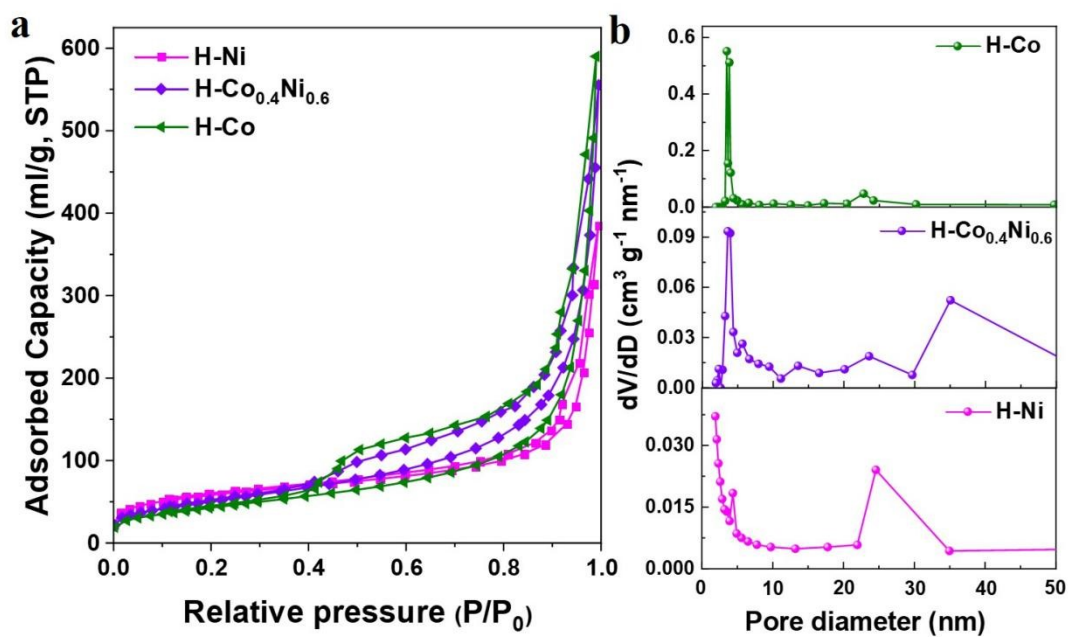 a
Adsorbed Capacity (ml/g, STP)
600
500
400
300
200
100
0
H-Ni
H-Co0.4Ni0.6
H-Co
0.0 0.2 0.4 0.6 0.8 1.0
Relative pressure (P/P0)
b
dV/dD (cm3 g-1 nm-1)
0.6
0.4
0.2
0.0
H-Co
0.09
0.06
0.03
0.00
H-Co0.4Ni0.6
0.030
0.015
0.000
H-Ni
0 10 20 30 40 50
Pore diameter (nm)